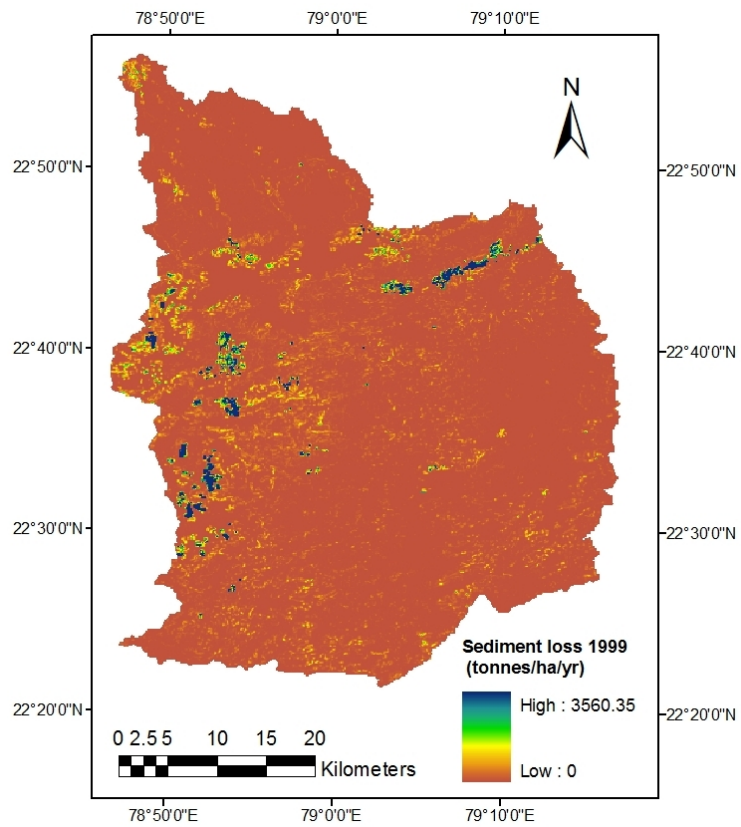 78°50'0"E 79°0'0"E 79°10'0"E
N
22°50'0"N 22°50'0"N
22°40'0"N 22°40'0"N
22°30'0"N 22°30'0"N
Sediment loss 1999
(tonnes/ha/yr)
High : 3560.35
22°20'0"N 22°20'0"N
0 2.5 5 10 15 20
Kilometers
Low : 0
78°50'0"E 79°0'0"E 79°10'0"E